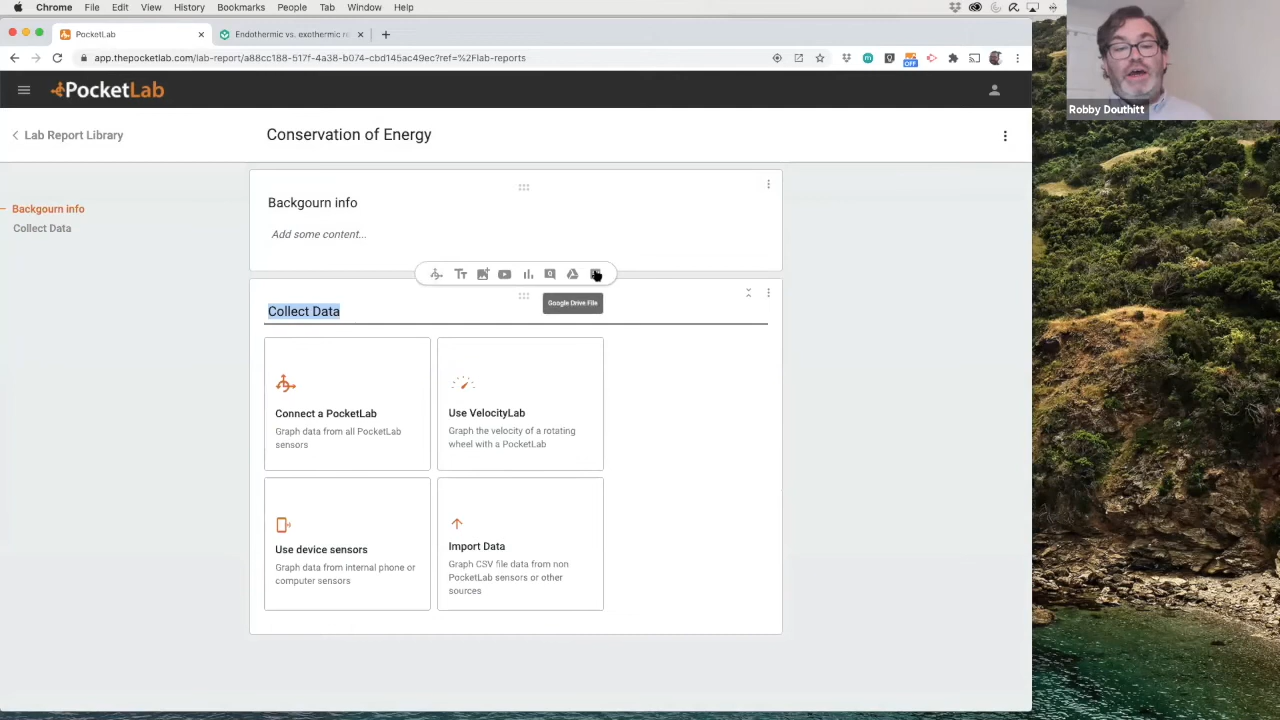 Chrome File Edit View History Bookmarks People Tab Window Help
PocketLab
Endothermic vs. exothermic r
app.thepocketlab.com/lab-report/a88cc188-517f-4a38-b074-cbd145ac49ec?ref=%2Flab-reports
OFF
PocketLab
Robby Douthitt
Lab Report Library
Conservation of Energy
Backgourn info
Collect Data
Backgourn info
Add some content...
Google Drive File
Collect Data
Connect a PocketLab
Graph data from all PocketLab
sensors
Use VelocityLab
Graph the velocity of a rotating
wheel with a PocketLab
Use device sensors
Graph data from internal phone or
computer sensors
Import Data
Graph CSV file data from non
PocketLab sensors or other
sources